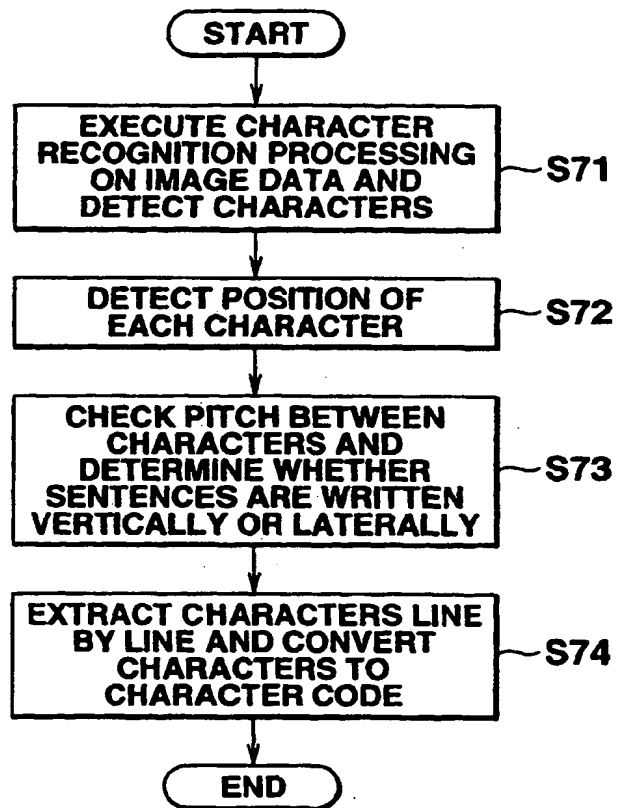 START
EXECUTE CHARACTER
RECOGNITION PROCESSING
ON IMAGE DATA AND
DETECT CHARACTERS
S71
DETECT POSITION OF
EACH CHARACTER
S72
CHECK PITCH BETWEEN
CHARACTERS AND
DETERMINE WHETHER
SENTENCES ARE WRITTEN
VERTICALLY OR LATERALLY
S73
EXTRACT CHARACTERS LINE
BY LINE AND CONVERT
CHARACTERS TO
CHARACTER CODE
S74
END